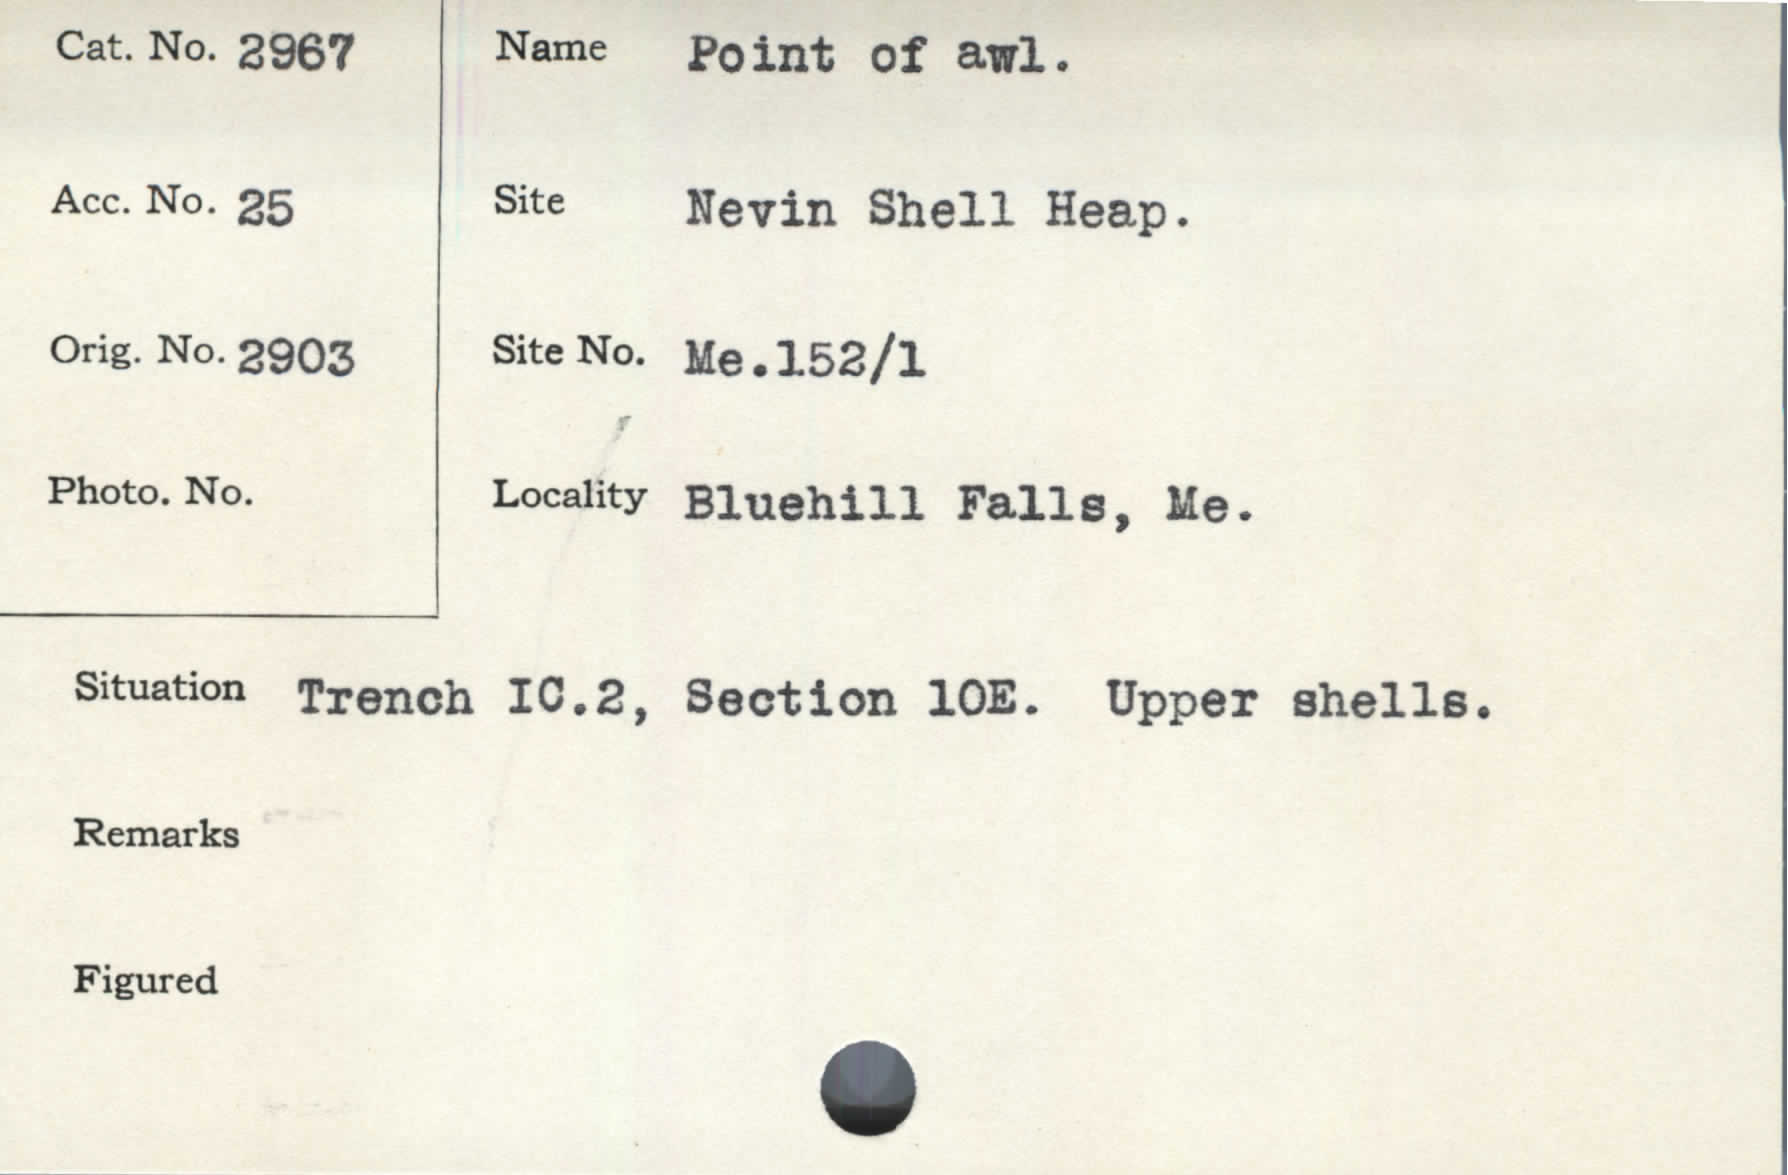 Cat. No. 2967
Name Point of awl.
Acc. No. 25
Site Nevin Shell Heap.
Orig. No. 2903
Site No. Me.152/1
Photo. No.
Locality Bluehill Falls, Me.
Situation Trench IC.2, Section 10E. Upper shells.
Remarks
Figured